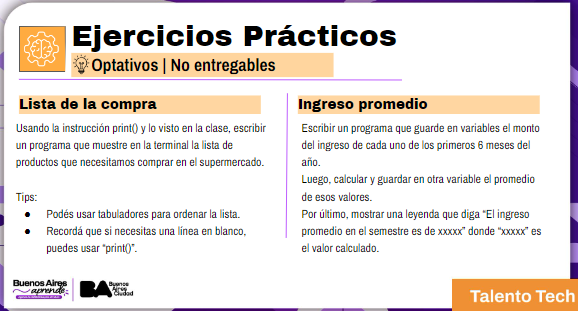 Ejercicios Prácticos
Optativos | No entregables
Lista de la compra
Usando la instrucción print() y lo visto en la clase, escribir
un programa que muestre en la terminal la lista de
productos que necesitamos comprar en el supermercado.
Tips:
● Podés usar tabuladores para ordenar la lista.
● Recordá que si necesitas una línea en blanco,
puedes usar “print()”.
Ingreso promedio
Escribir un programa que guarde en variables el monto
del ingreso de cada uno de los primeros 6 meses del
año.
Luego, calcular y guardar en otra variable el promedio
de esos valores.
Por último, mostrar una leyenda que diga “El ingreso
promedio en el semestre es de xxxxx” donde “xxxxx” es
el valor calculado.
Buenos Aires
aprende
BA
Buenos
Aires
Ciudad
Talento Tech